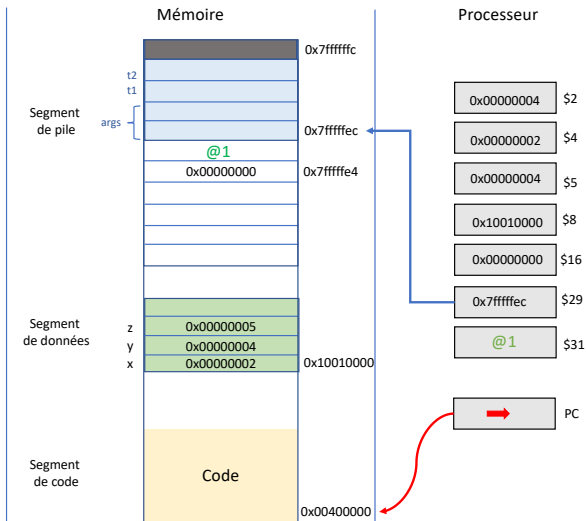 Mémoire
Processeur
0x7ffffffc
t2
t1
args
Segment
de pile
0x7fffffec
@1
0x00000000
0x7fffffe4
0x00000004
$2
0x00000002
$4
0x00000004
$5
0x10010000
$8
0x00000000
$16
0x7fffffec
$29
@1
$31
PC
Segment
de données
z
0x00000005
y
0x00000004
x
0x00000002
0x10010000
Segment
de code
Code
0x00400000